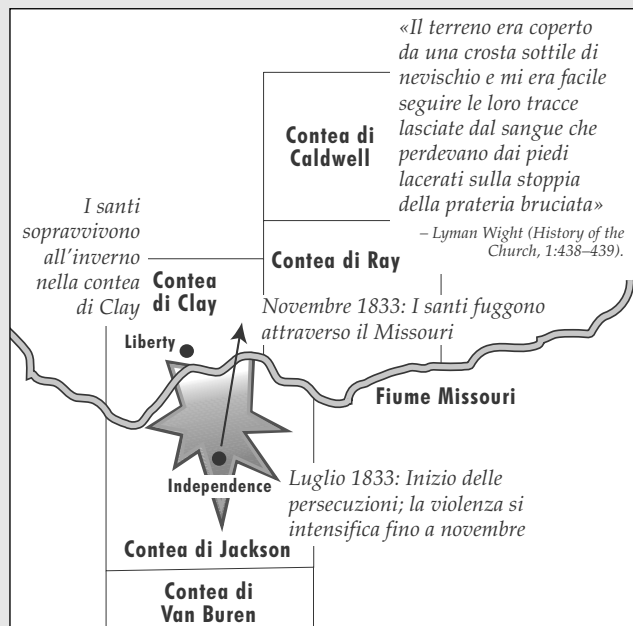 «Il terreno era coperto
da una crosta sottile di
nevischio e mi era facile
seguire le loro tracce
lasciate dal sangue che
perdevano dai piedi
lacerati sulla stoppia
della prateria bruciata»
– Lyman Wight (History of the
Church, 1:438–439).
Contea di
Caldwell
I santi
sopravvivono
all'inverno
nella contea
di Clay
Contea di Ray
Contea
di Clay
Novembre 1833: I santi fuggono
attraverso il Missouri
Liberty
Fiume Missouri
Independence
Luglio 1833: Inizio delle
persecuzioni; la violenza si
intensifica fino a novembre
Contea di Jackson
Contea di
Van Buren